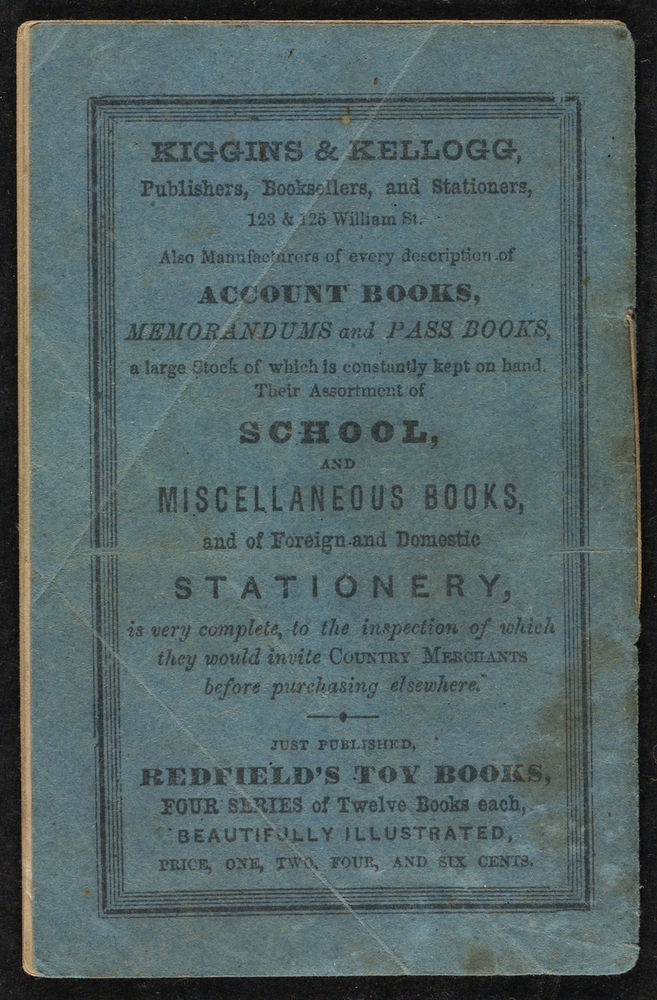 KIGGINS & KELLOGG,
Publishers, Booksellers, and Stationers,
123 & 125 William St.
Also Manufacturers of every description of
ACCOUNT BOOKS,
MEMORANDUMS and PASS BOOKS,
a large Stock of which is constantly kept on hand.
Their Assortment of
SCHOOL,
AND
MISCELLANEOUS BOOKS,
and of Foreign and Domestic
STATIONERY,
is very complete, to the inspection of which
they would invite COUNTRY MERCHANTS
before purchasing elsewhere.
JUST PUBLISHED,
REDFIELD'S TOY BOOKS,
FOUR SERIES of Twelve Books each,
BEAUTIFULLY ILLUSTRATED,
PRICE, ONE, TWO, FOUR, AND SIX CENTS.